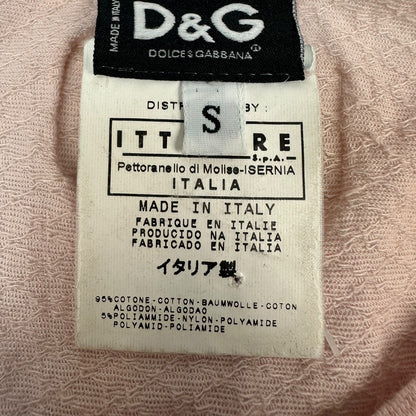 MADE IN ITALY
D&G
DOLCE&GABBANA®
S
ITALIA
S.p.A.
Pettoranello di Molise-ISERNIA
MADE IN ITALY
FABRIQUE EN ITALIE
PRODUCIDO NA ITALIA
FABRICADO EN ITALIA
イタリア製
95%COTONE-COTTON-BAUMWOLLE-COTON
ALGODON-ALGODAO
5%POLIAMMIDE-NYLON-POLYAMIDE
POLYAMID-POLIAMIDE